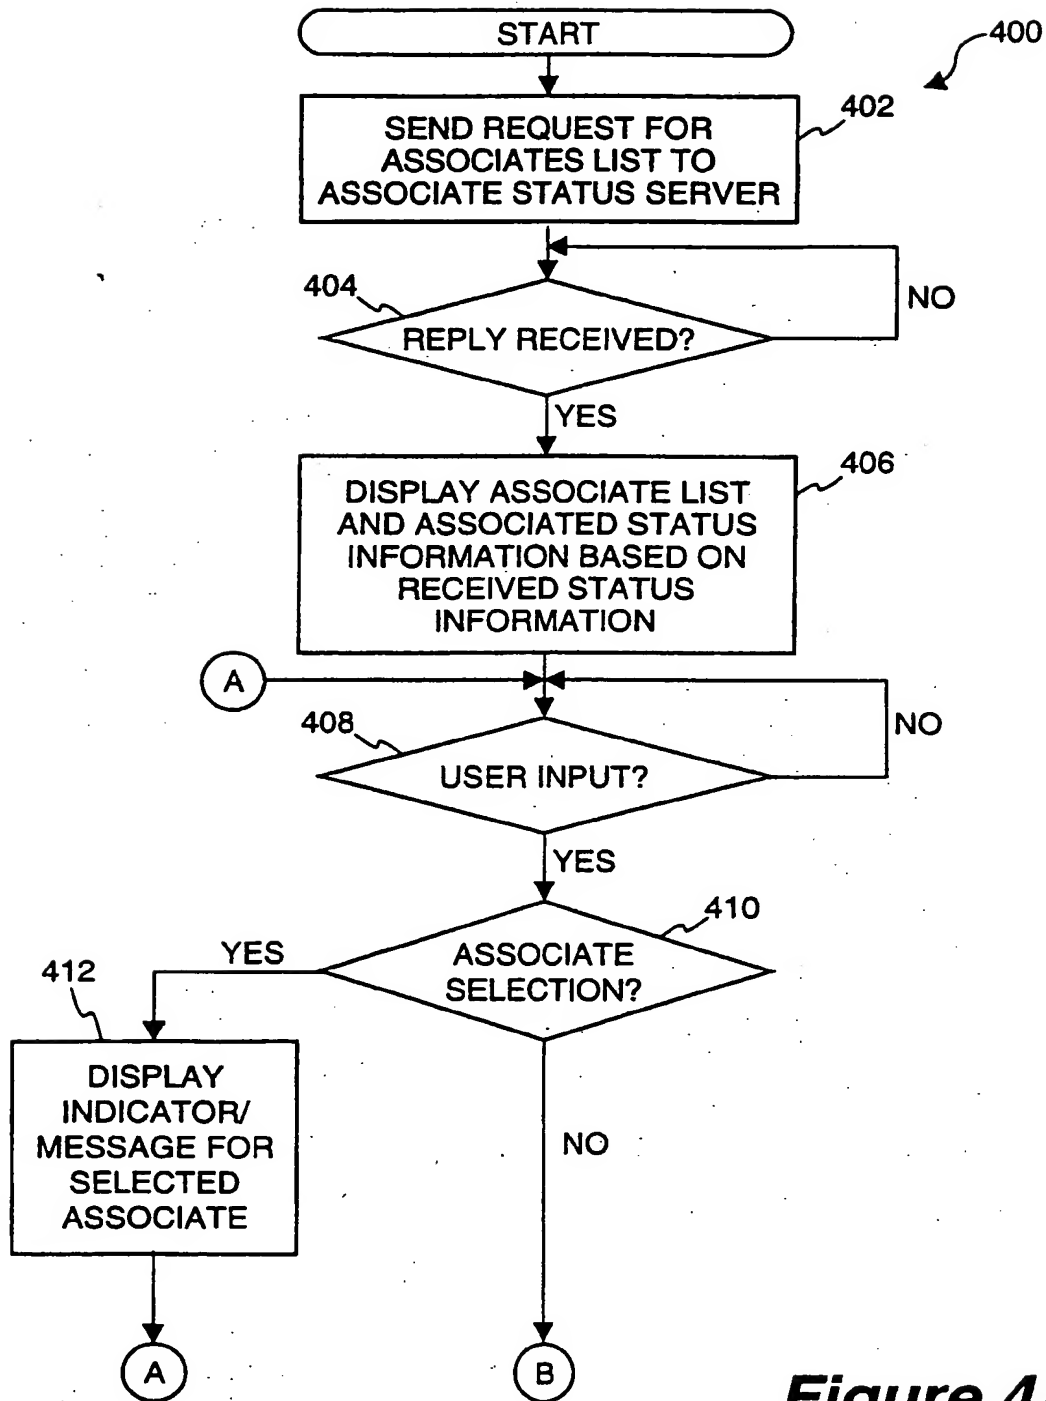 START
400
402
SEND REQUEST FOR
ASSOCIATES LIST TO
ASSOCIATE STATUS SERVER
404
NO
REPLY RECEIVED?
YES
406
DISPLAY ASSOCIATE LIST
AND ASSOCIATED STATUS
INFORMATION BASED ON
RECEIVED STATUS
INFORMATION
A
408
NO
USER INPUT?
YES
410
YES
ASSOCIATE
SELECTION?
412
DISPLAY
INDICATOR/
MESSAGE FOR
SELECTED
ASSOCIATE
NO
A
B
Figure 4